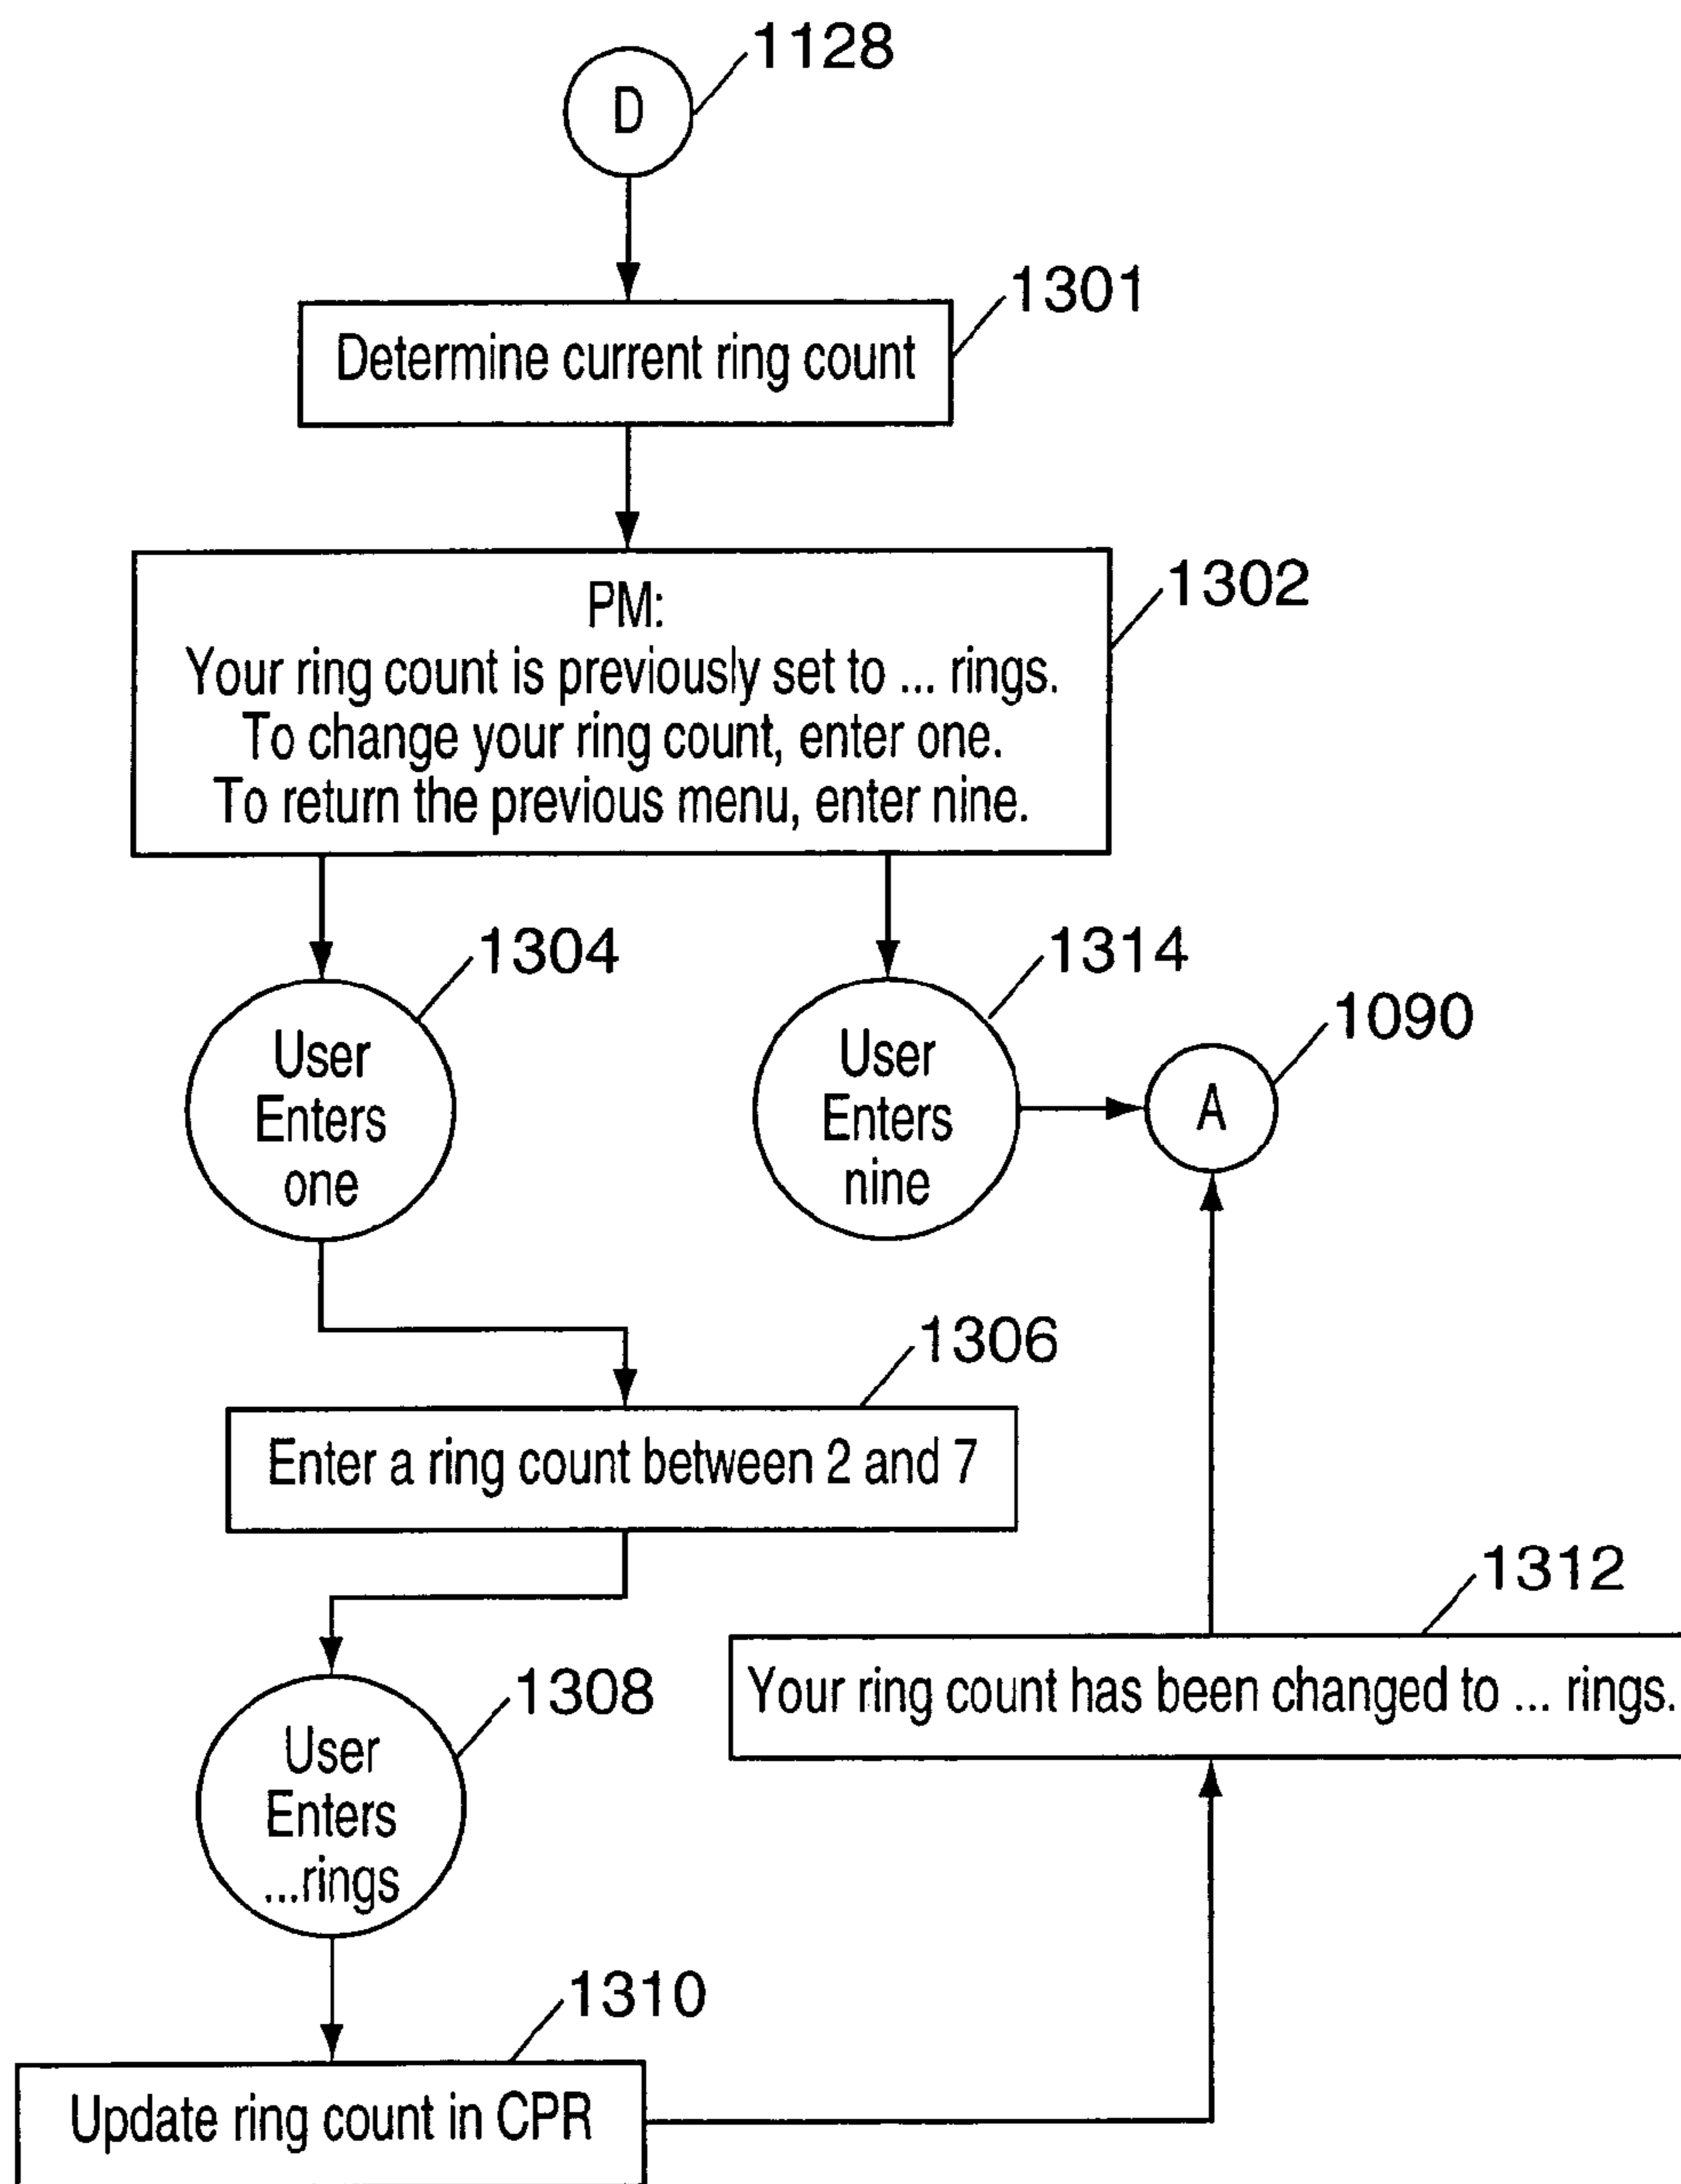 1128
D
1301
Determine current ring count
1302
PM:
Your ring count is previously set to ... rings.
To change your ring count, enter one.
To return the previous menu, enter nine.
1304
User
Enters
one
1314
User
Enters
nine
1090
A
1306
Enter a ring count between 2 and 7
1308
User
Enters
...rings
1312
Your ring count has been changed to ... rings.
1310
Update ring count in CPR